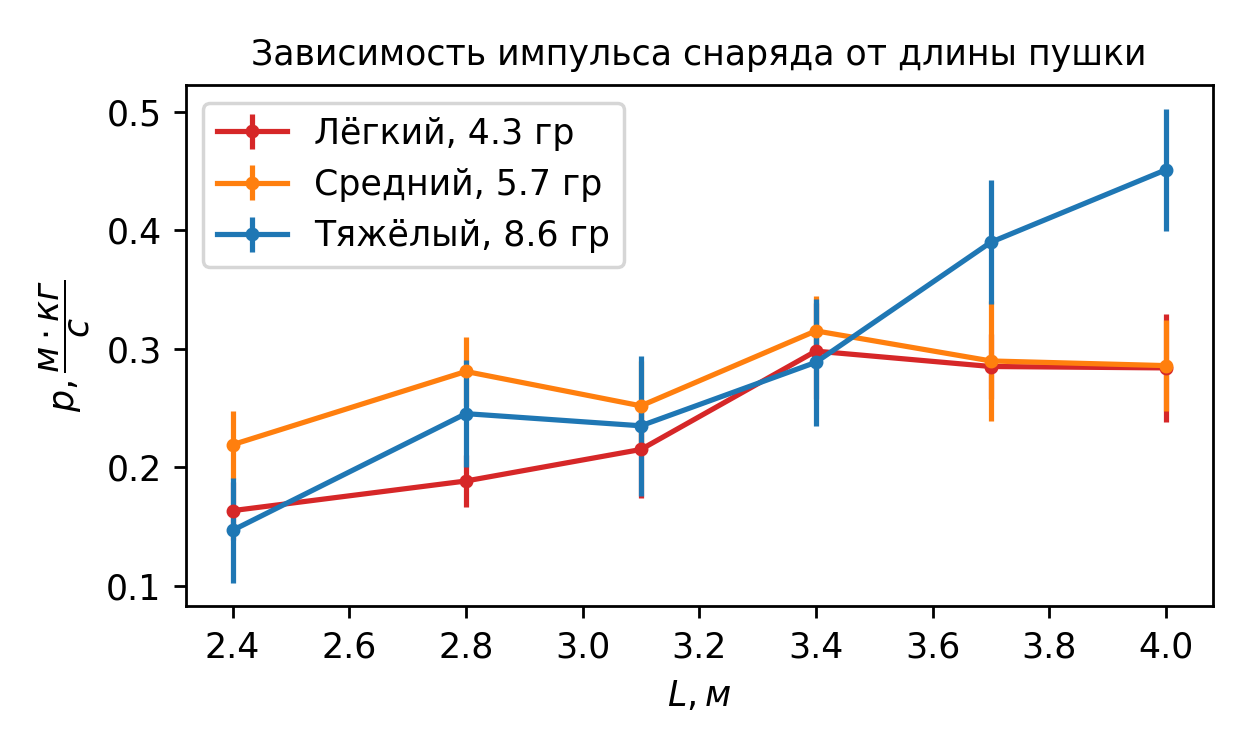 Зависимость импульса снаряда от длины пушки
0.5
0.4
0.3
0.2
0.1
p, м · кг / с
Лёгкий, 4.3 гр
Средний, 5.7 гр
Тяжёлый, 8.6 гр
2.4 2.6 2.8 3.0 3.2 3.4 3.6 3.8 4.0
L, м